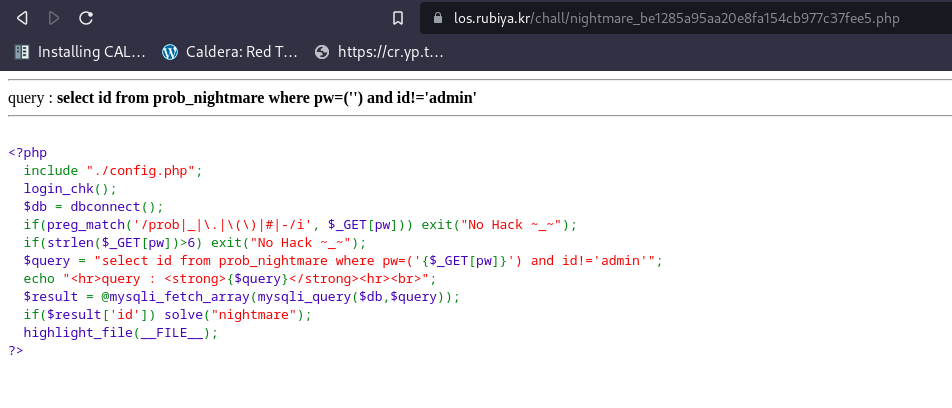 los.rubiya.kr/chall/nightmare_be1285a95aa20e8fa154cb977c37fee5.php
Installing CAL... Caldera: Red T... https://cr.yp.t...
query : select id from prob_nightmare where pw=('') and id!='admin'
<?php
include "./config.php";
login_chk();
$db = dbconnect();
if(preg_match('/prob|_|\.|\(\)|#|-/i', $_GET[pw])) exit("No Hack ~_~");
if(strlen($_GET[pw])>6) exit("No Hack ~_~");
$query = "select id from prob_nightmare where pw=('{$_GET[pw]}') and id!='admin'";
echo "<hr>query : <strong>{$query}</strong><hr><br>";
$result = @mysqli_fetch_array(mysqli_query($db,$query));
if($result['id']) solve("nightmare");
highlight_file(__FILE__);
?>